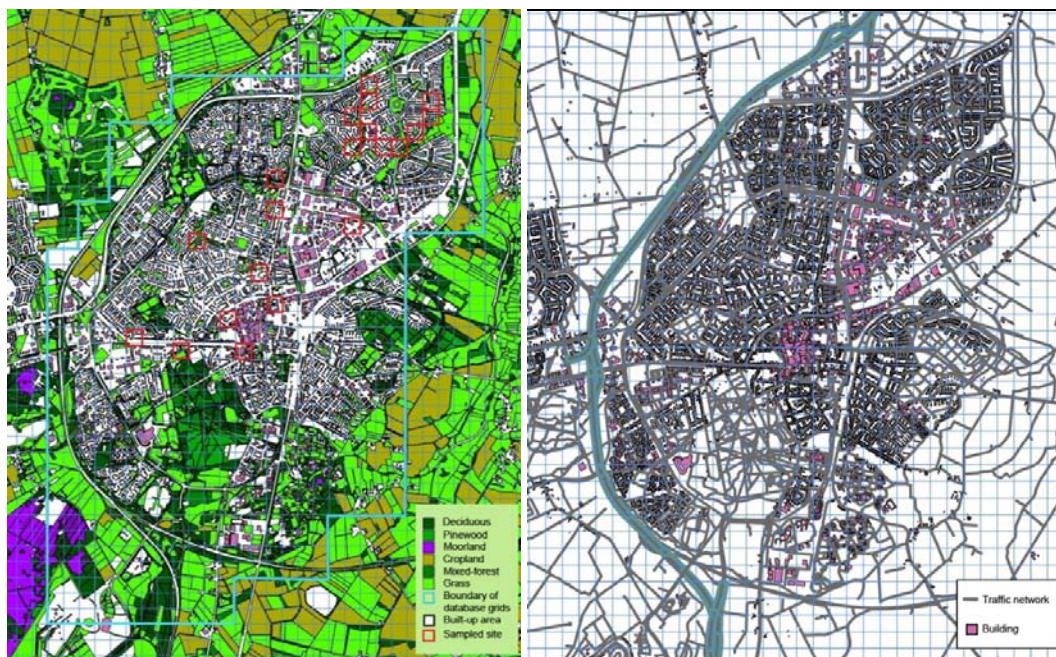 Deciduous
Pinewood
Moorland
Cropland
Mixed-forest
Grass
Boundary of
database grids
Built-up area
Sampled site
Traffic network
Building